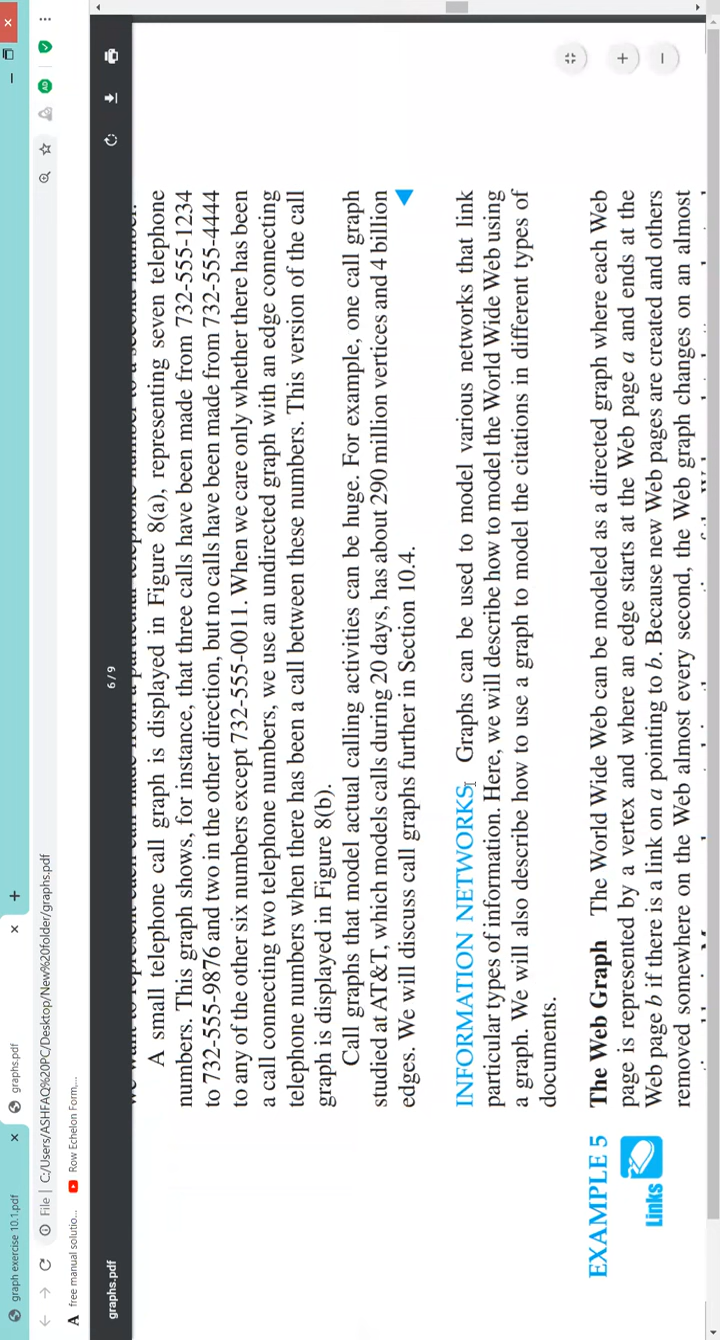 graph exercise 10.1.pdf
graphs.pdf
File | C:/Users/ASHFAQ%20PC/Desktop/New%20folder/graphs.pdf
free manual solutio...
Row Echelon Form,...
graphs.pdf
6 / 9
A small telephone call graph is displayed in Figure 8(a), representing seven telephone
numbers. This graph shows, for instance, that three calls have been made from 732-555-1234
to 732-555-9876 and two in the other direction, but no calls have been made from 732-555-4444
to any of the other six numbers except 732-555-0011. When we care only whether there has been
a call connecting two telephone numbers, we use an undirected graph with an edge connecting
telephone numbers when there has been a call between these numbers. This version of the call
graph is displayed in Figure 8(b).
Call graphs that model actual calling activities can be huge. For example, one call graph
studied at AT&T, which models calls during 20 days, has about 290 million vertices and 4 billion
edges. We will discuss call graphs further in Section 10.4.
INFORMATION NETWORKS Graphs can be used to model various networks that link
particular types of information. Here, we will describe how to model the World Wide Web using
a graph. We will also describe how to use a graph to model the citations in different types of
documents.
EXAMPLE 5 The Web Graph The World Wide Web can be modeled as a directed graph where each Web
page is represented by a vertex and where an edge starts at the Web page a and ends at the
Web page b if there is a link on a pointing to b. Because new Web pages are created and others
removed somewhere on the Web almost every second, the Web graph changes on an almost
Links